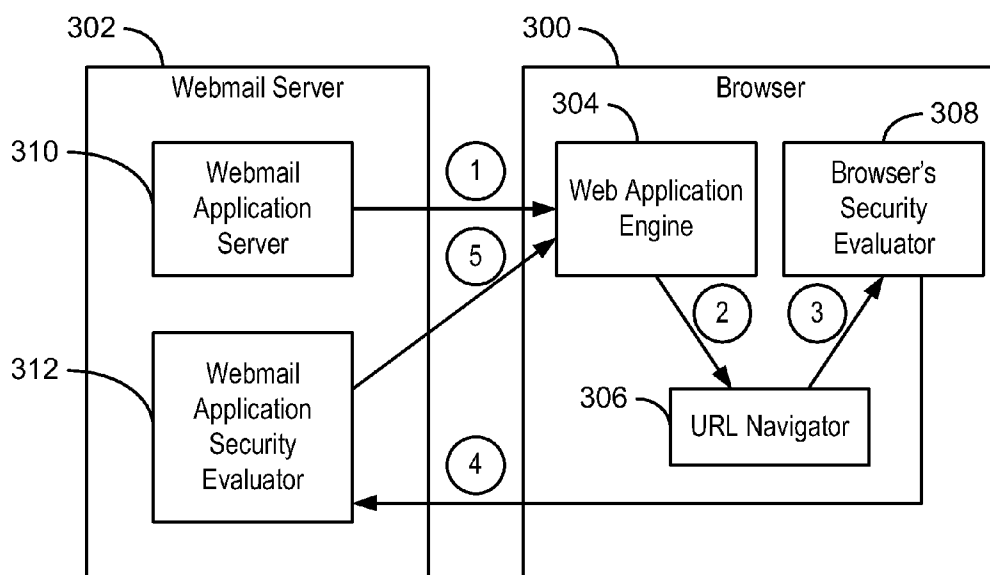 302
300
Webmail Server
Browser
304
308
310
Webmail
Application
Server
1
Web Application
Engine
Browser's
Security
Evaluator
5
2
3
312
Webmail
Application
Security
Evaluator
306
URL Navigator
4